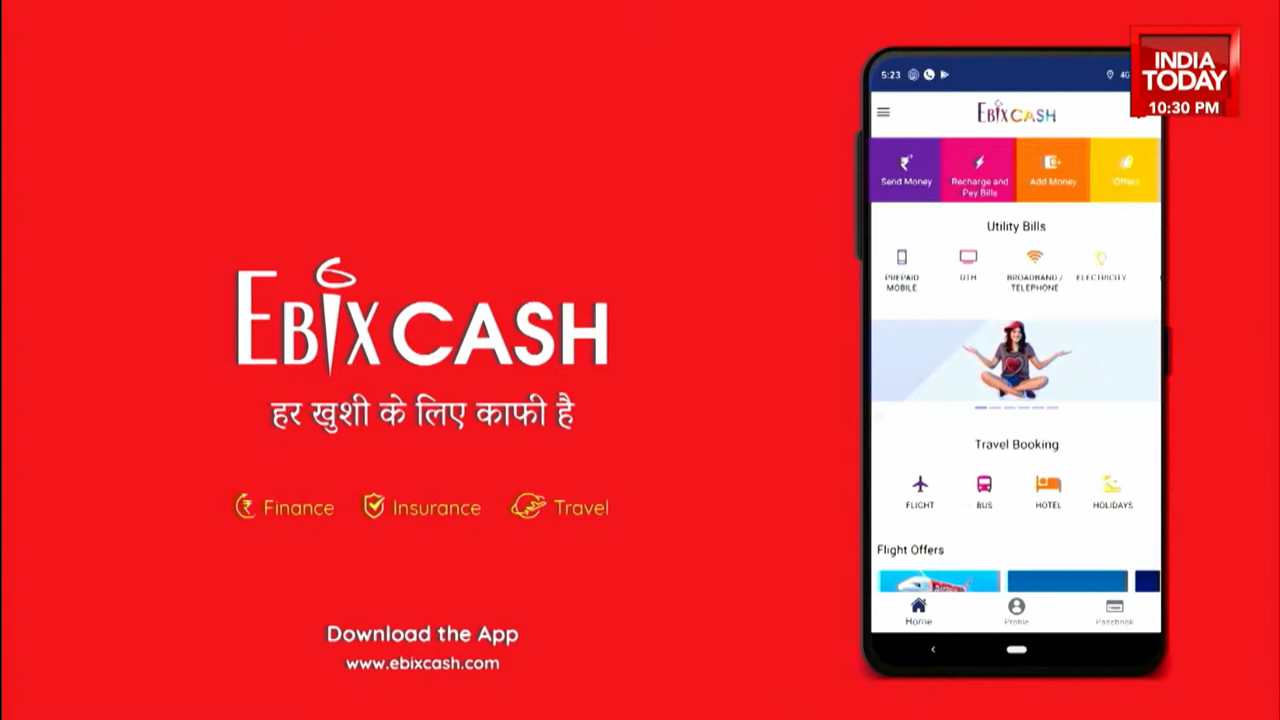 INDIA
TODAY
10:30 PM
EBIXCASH
हर खुशी के लिए काफी है
Finance Insurance Travel
Download the App
www.ebixcash.com
5:23 4G
EBIXCASH
Send Money Recharge and Pay Bills Add Money Offers
Utility Bills
PREPAID MOBILE DTH BROADBAND / TELEPHONE ELECTRICITY
Travel Booking
FLIGHT BUS HOTEL HOLIDAYS
Flight Offers
Home Profile Passbook